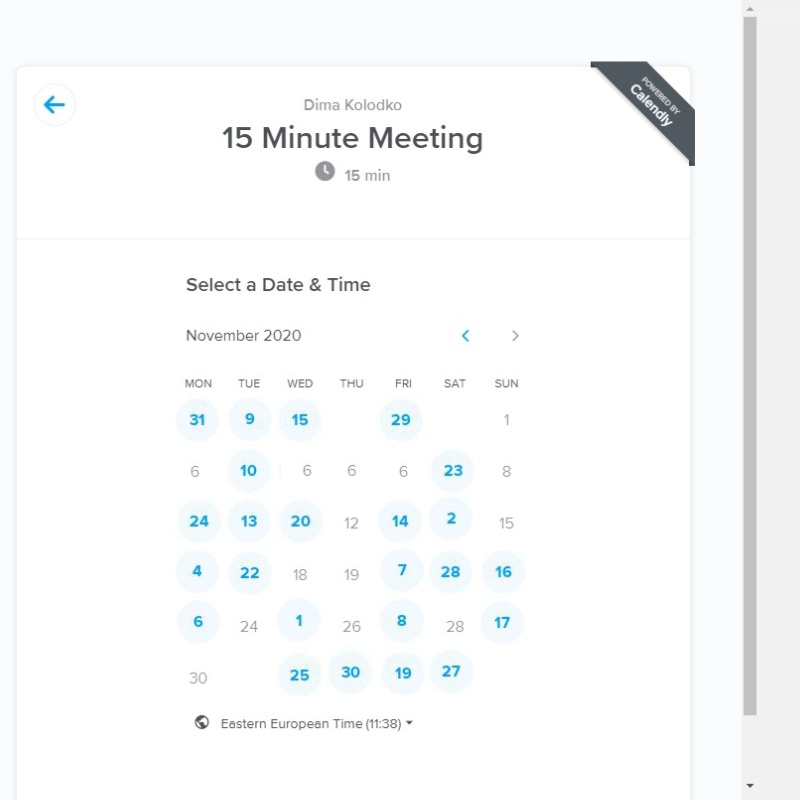 POWERED BY
Calendly
Dima Kolodko
15 Minute Meeting
15 min
Select a Date & Time
November 2020
MON TUE WED THU FRI SAT SUN
31 9 15 29 1
6 10 6 6 6 23 8
24 13 20 12 14 2 15
4 22 18 19 7 28 16
6 24 1 26 8 28 17
30 25 30 19 27
Eastern European Time (11:38)